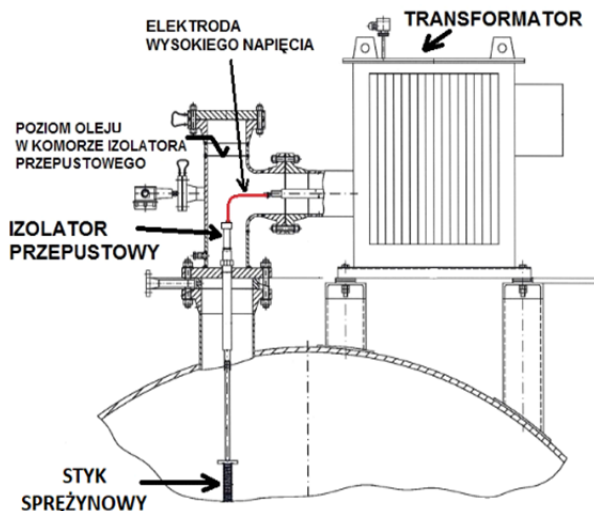 TRANSFORMATOR
ELEKTRODA
WYSOKIEGO NAPIĘCIA
POZIOM OLEJU
W KOMORZE IZOLATORA
PRZEPUSTOWEGO
IZOLATOR
PRZEPUSTOWY
STYK
SPRĘŻYNOWY